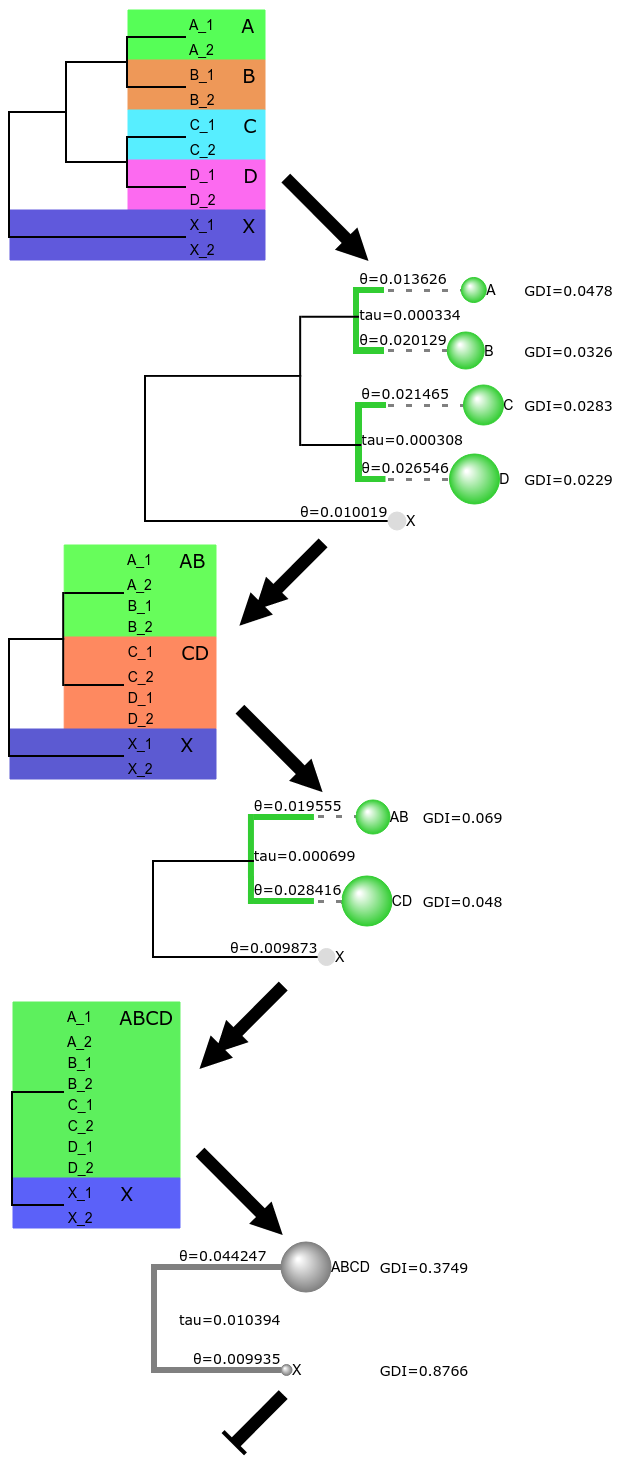 A_1 A
A_2
B_1 B
B_2
C_1 C
C_2
D_1 D
D_2
X_1 X
X_2
θ=0.013626
A GDI=0.0478
tau=0.000334
θ=0.020129
B GDI=0.0326
θ=0.021465
C GDI=0.0283
tau=0.000308
θ=0.026546
D GDI=0.0229
θ=0.010019
X
A_1 AB
A_2
B_1
B_2
C_1 CD
C_2
D_1
D_2
X_1 X
X_2
θ=0.019555
AB GDI=0.069
tau=0.000699
θ=0.028416
CD GDI=0.048
θ=0.009873
X
A_1 ABCD
A_2
B_1
B_2
C_1
C_2
D_1
D_2
X_1 X
X_2
θ=0.044247
ABCD GDI=0.3749
tau=0.010394
θ=0.009935
X GDI=0.8766